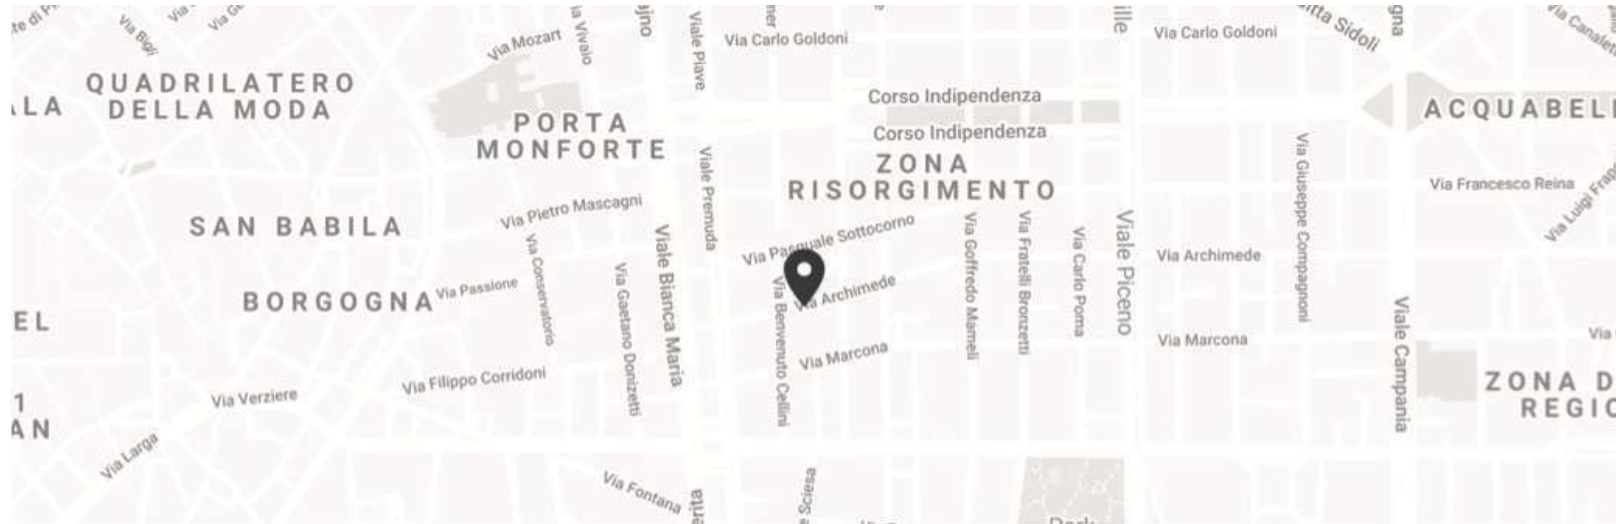 Via Bigli
Via Mozart
Viale Piave
Via Carlo Goldoni
Via Carlo Goldoni
QUADRILATERO
DELLA MODA
PORTA
MONFORTE
Corso Indipendenza
Corso Indipendenza
ZONA
RISORGIMENTO
Via Giuseppe Compagnoni
Via Francesco Reina
SAN BABILA
Via Pietro Mascagni
Viale Premuda
Via Pasquale Sottocorno
Via Goffredo Mameli
Via Fratelli Bronzetti
Via Carlo Poma
Viale Piceno
Via Archimede
BORGOGNA
Via Passione
Via Conservatorio
Via Gaetano Donizetti
Viale Bianca Maria
Via Benvenuto Cellini
Via Archimede
Via Marcona
Via Marcona
Viale Campania
Via
ZONA D
REGIO
Via Verziere
Via Filippo Corridoni
Via Larga
Via Fontana